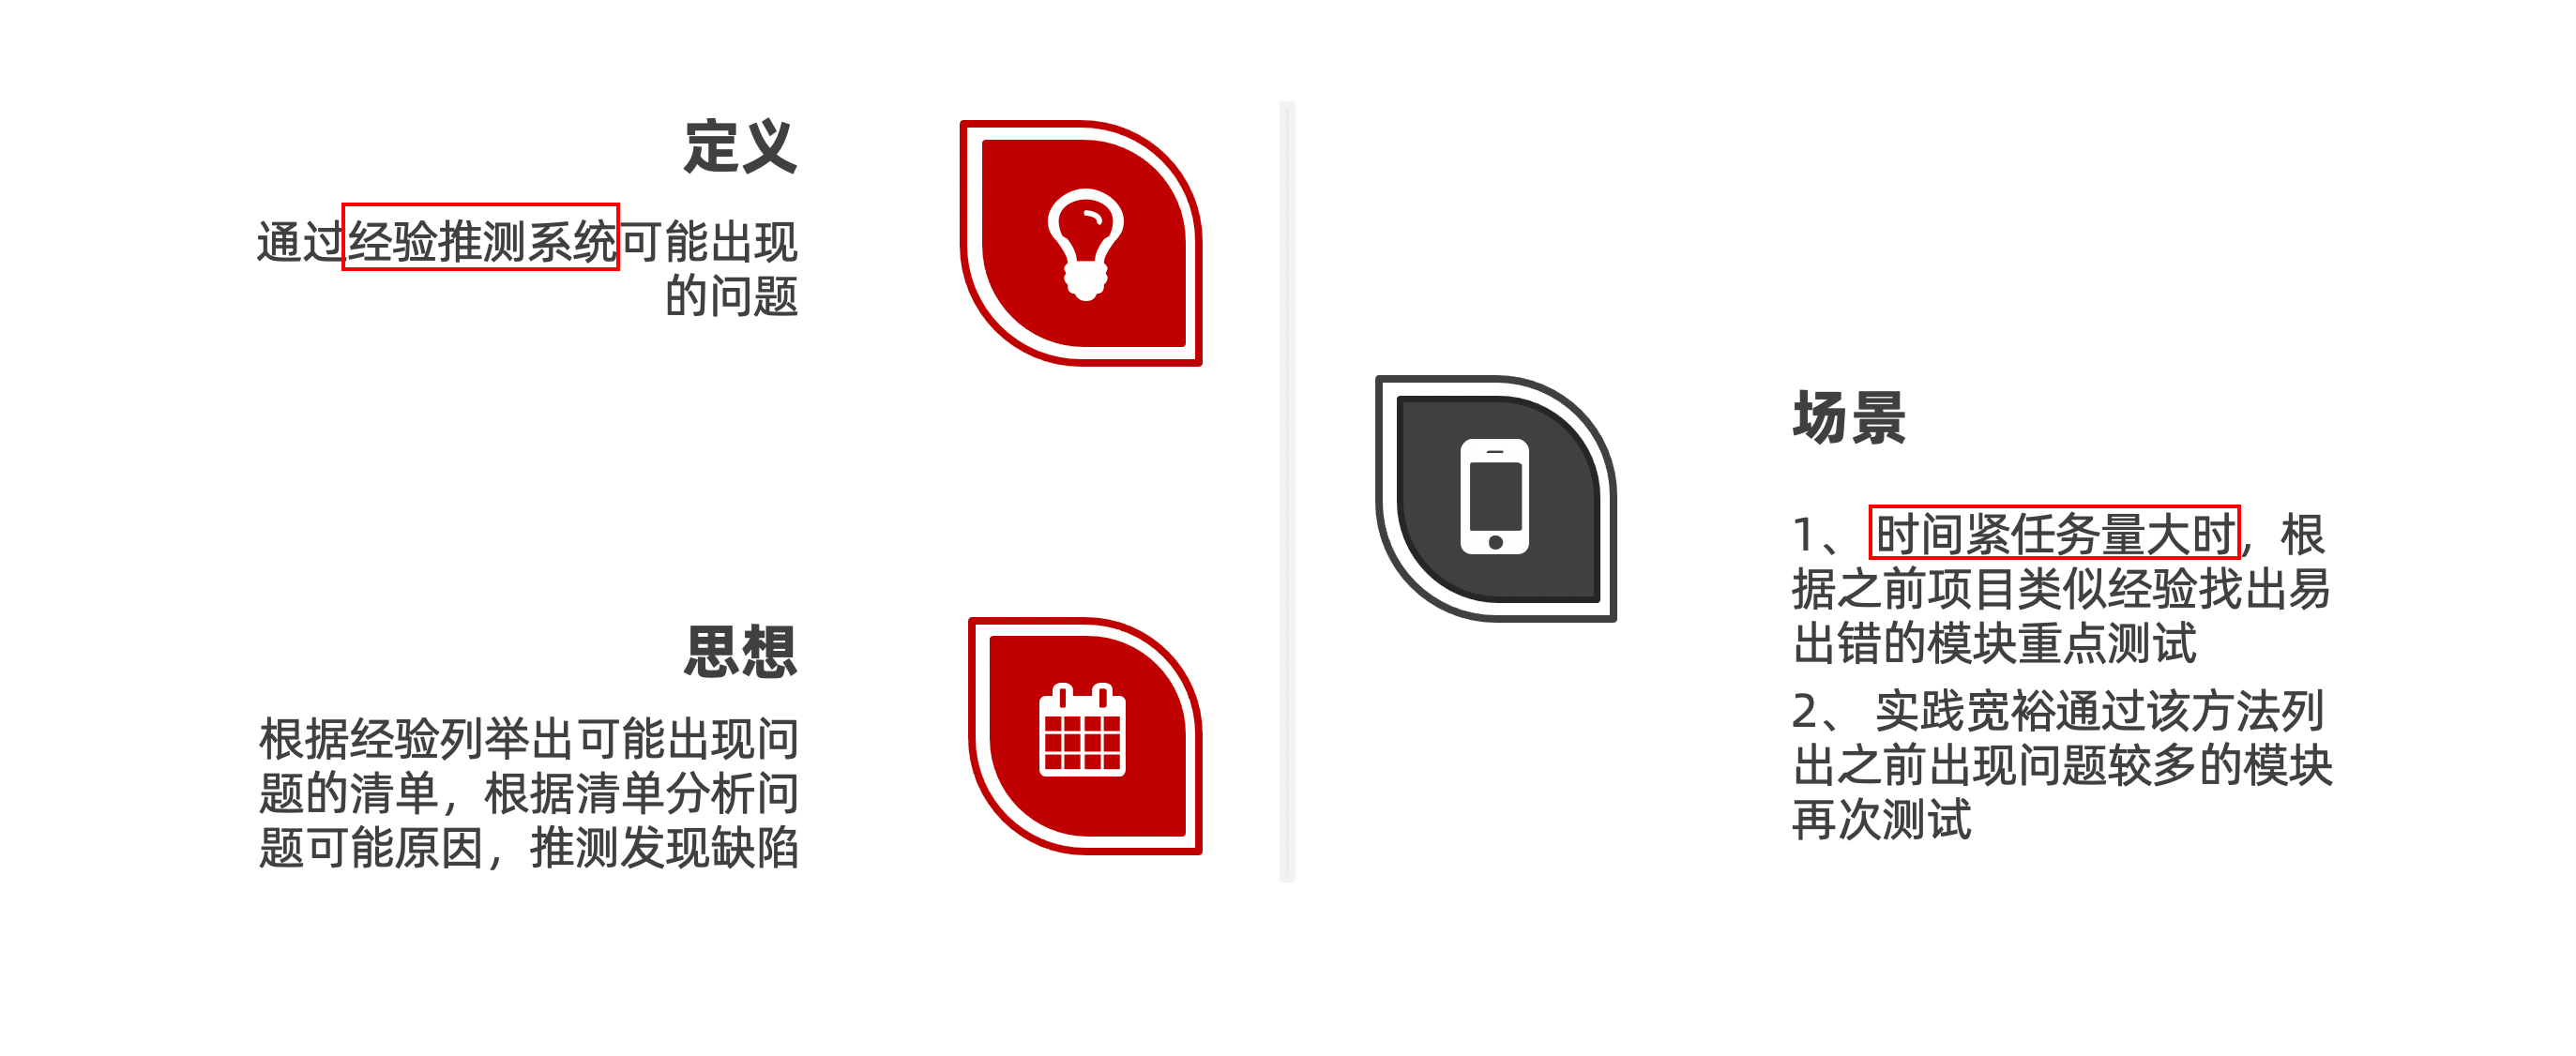 定义
通过经验推测系统可能出现
的问题
思想
根据经验列举出可能出现问
题的清单，根据清单分析问
题可能原因，推测发现缺陷
场景
1、 时间紧任务量大时，根
据之前项目类似经验找出易
出错的模块重点测试
2、 实践宽裕通过该方法列
出之前出现问题较多的模块
再次测试